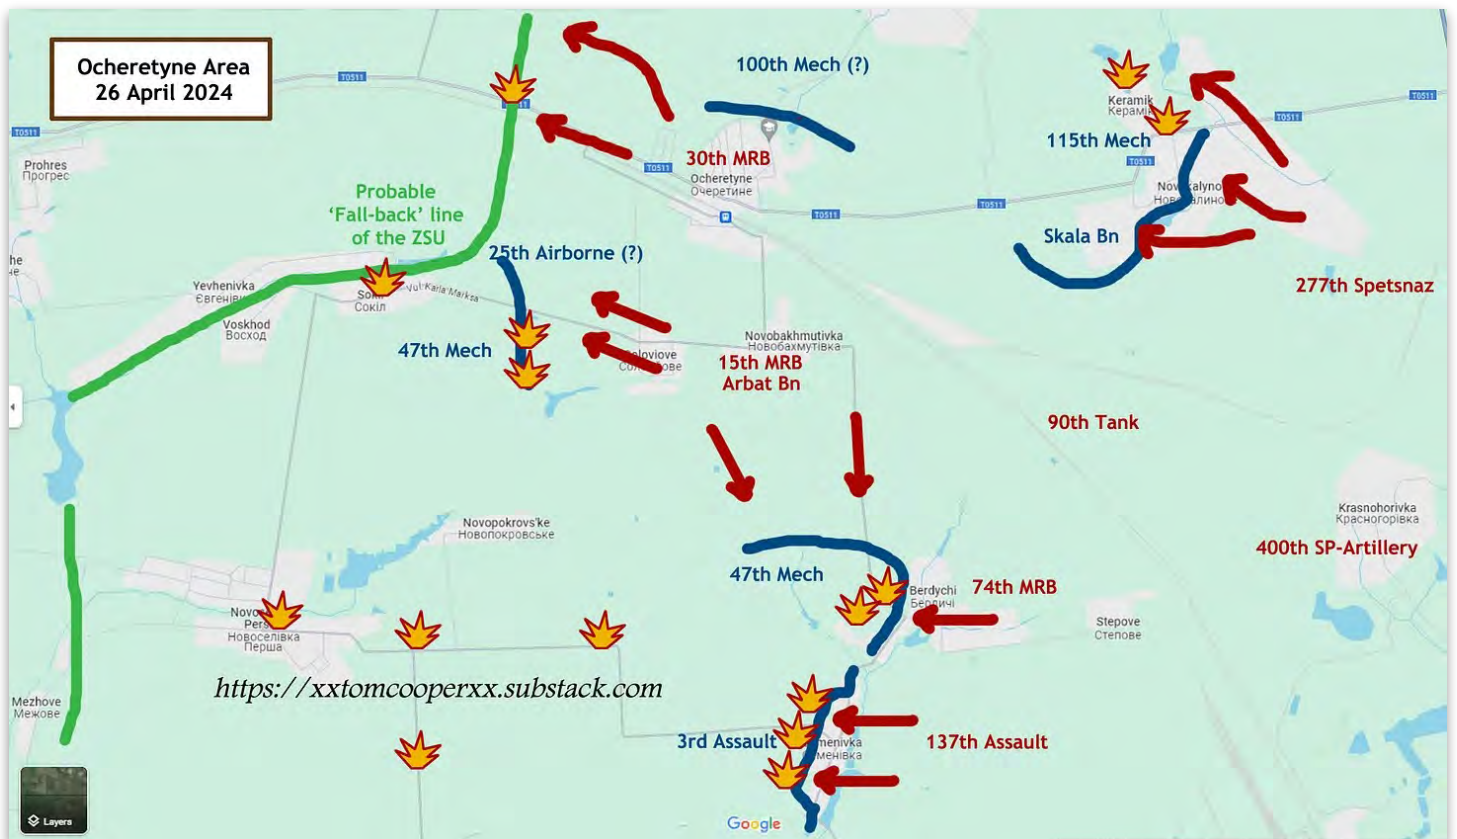 Ocheretyne Area
26 April 2024
T0511
T0511
T0511
T0511
T0511
T0511
T0511
T0511
100th Mech (?)
Keramik
115th Mech
Prohres
Прогрес
Probable
‘Fall-back’ line
of the ZSU
30th MRB
Ocheretyne
Очеретине
Skala Bn
25th Airborne (?)
277th Spetsnaz
Yevhenivka
Vul Karla Marksa
Сокіл
Voskhod
Восход
47th Mech
Novobakhmutivka
Новобахмутівка
15th MRB
Arbat Bn
90th Tank
Krasnohorivka
Красногорівка
400th SP-Artillery
Novopokrovs'ke
Новопокровське
47th Mech
Berdychi
74th MRB
Stepove
Степове
Новоселівка
Перша
https://xxtomcooperxx.substack.com
Mezhove
Межове
3rd Assault
137th Assault
Layers
Google